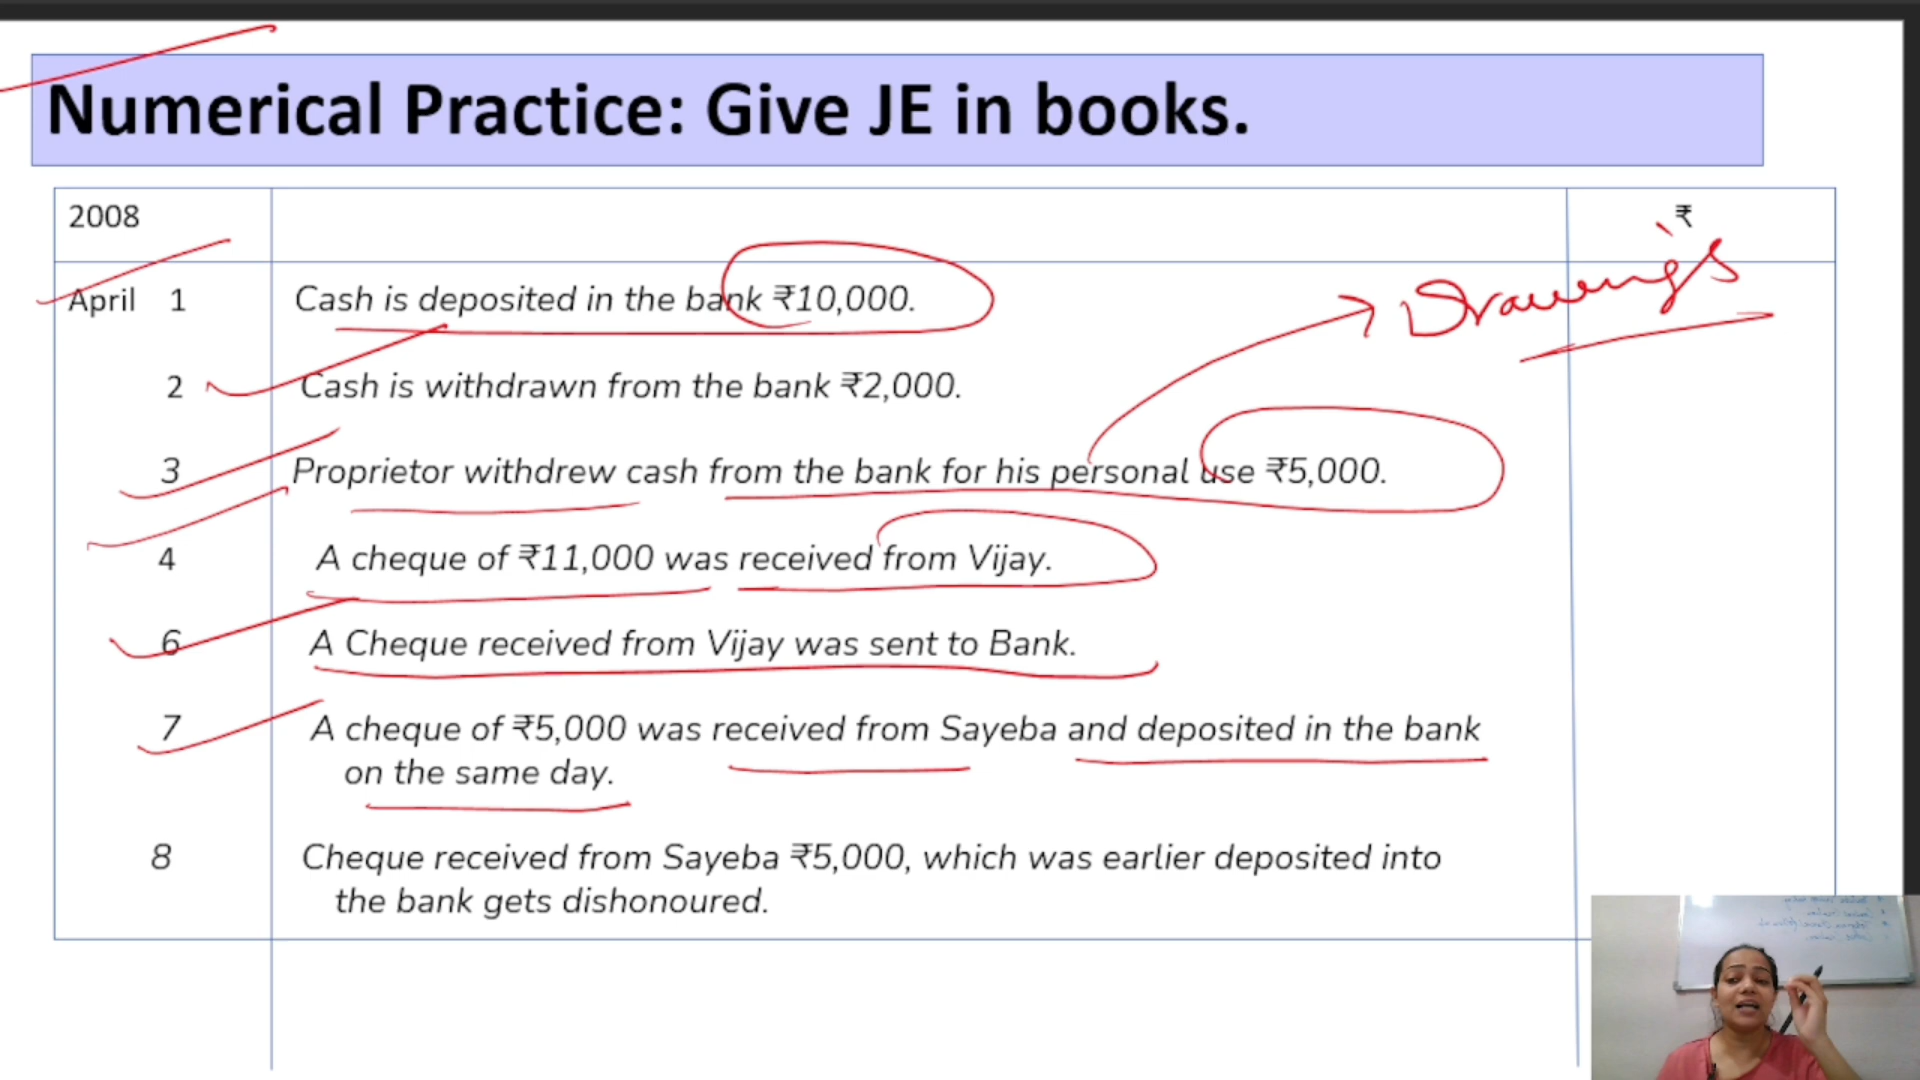 Numerical Practice: Give JE in books.
2008 ₹
April 1 Cash is deposited in the bank ₹10,000.
Drawings
2 Cash is withdrawn from the bank ₹2,000.
3 Proprietor withdrew cash from the bank for his personal use ₹5,000.
4 A cheque of ₹11,000 was received from Vijay.
6 A Cheque received from Vijay was sent to Bank.
7 A cheque of ₹5,000 was received from Sayeba and deposited in the bank
on the same day.
8 Cheque received from Sayeba ₹5,000, which was earlier deposited into
the bank gets dishonoured.